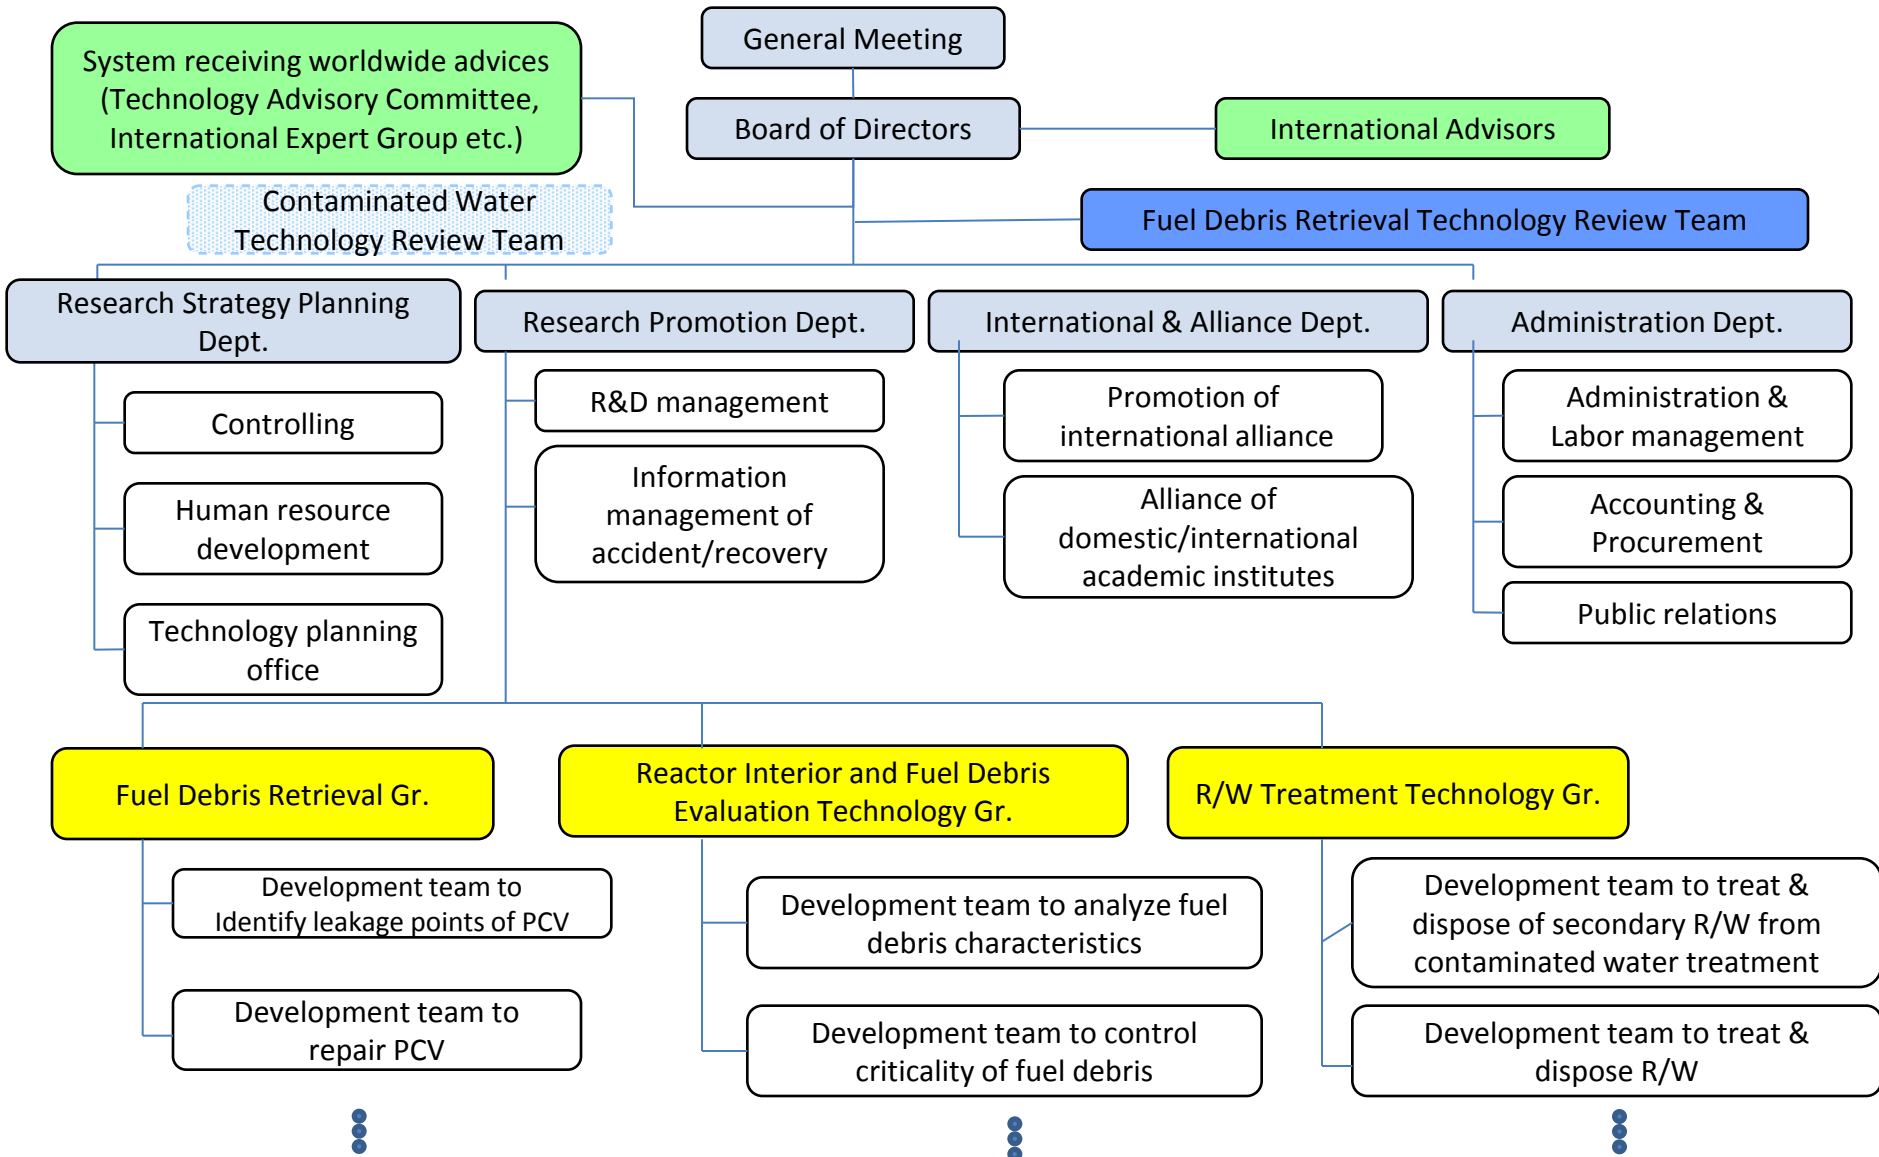 General Meeting
System receiving worldwide advices
(Technology Advisory Committee,
International Expert Group etc.)
Board of Directors
International Advisors
Contaminated Water
Technology Review Team
Fuel Debris Retrieval Technology Review Team
Research Strategy Planning
Dept.
Research Promotion Dept.
International & Alliance Dept.
Administration Dept.
Controlling
Human resource
development
Technology planning
office
R&D management
Information
management of
accident/recovery
Promotion of
international alliance
Alliance of
domestic/international
academic institutes
Administration &
Labor management
Accounting &
Procurement
Public relations
Fuel Debris Retrieval Gr.
Reactor Interior and Fuel Debris
Evaluation Technology Gr.
R/W Treatment Technology Gr.
Development team to
Identify leakage points of PCV
Development team to
repair PCV
Development team to analyze fuel
debris characteristics
Development team to control
criticality of fuel debris
Development team to treat &
dispose of secondary R/W from
contaminated water treatment
Development team to treat &
dispose R/W